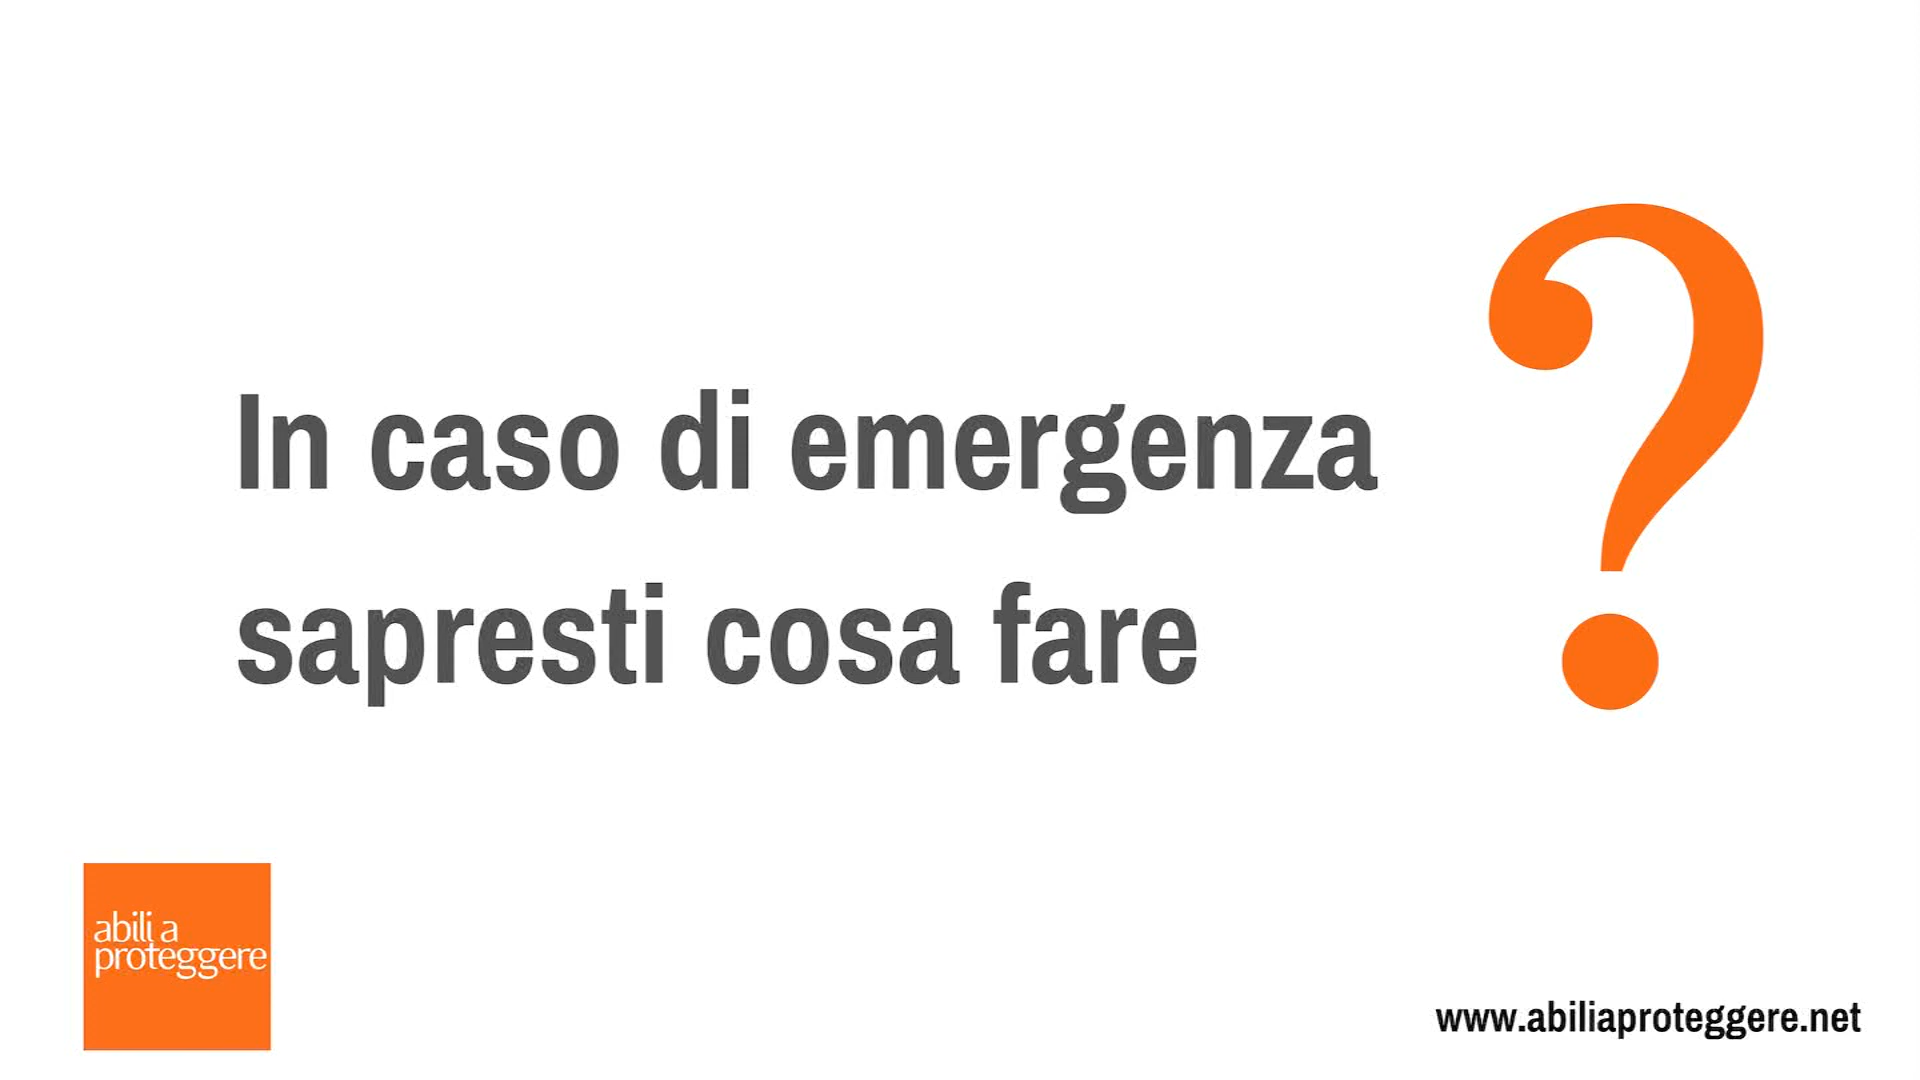 In caso di emergenza
sapresti cosa fare
?
abili a
proteggere
www.abiliaproteggere.net